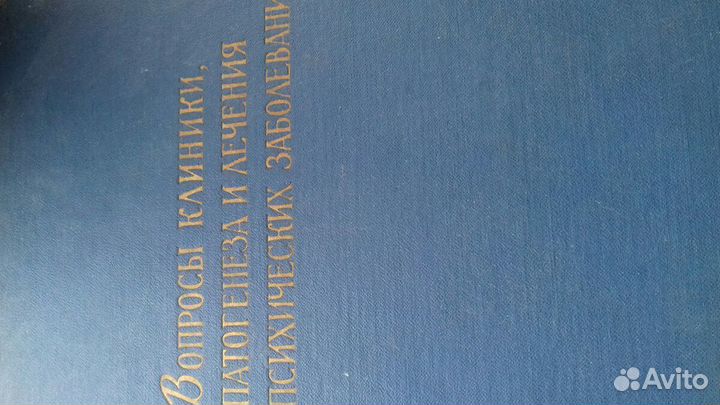 Вопросы клиники,
патогенеза и лечения
психических заболевани
Avito